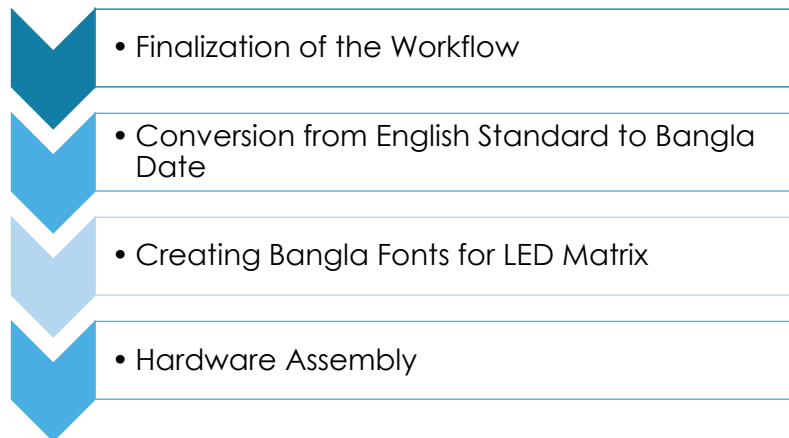 • Finalization of the Workflow
• Conversion from English Standard to Bangla
Date
• Creating Bangla Fonts for LED Matrix
• Hardware Assembly